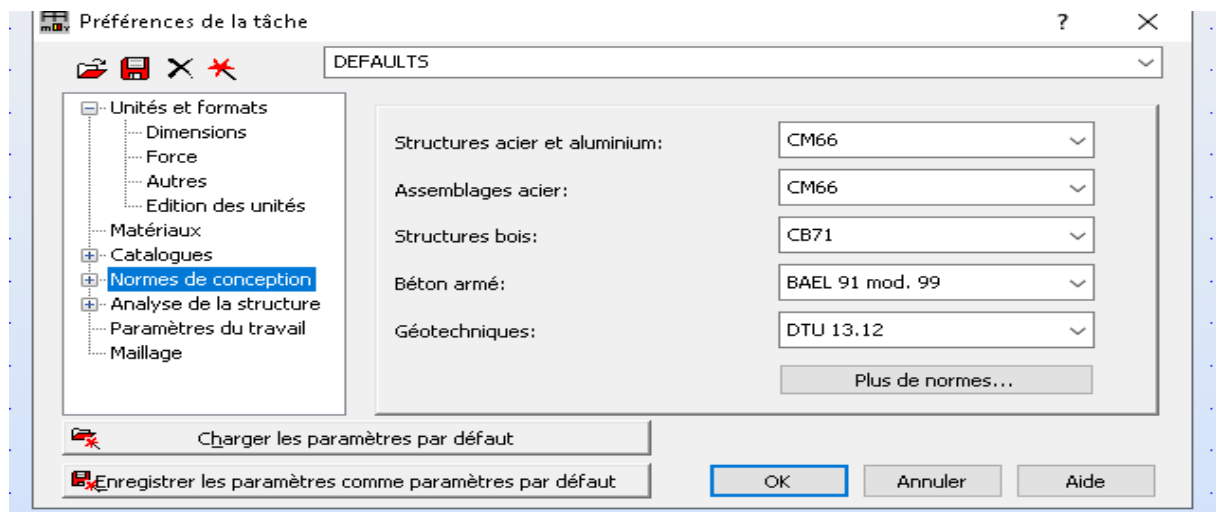 Préférences de la tâche
DEFAULTS
Unités et formats
Dimensions
Force
Autres
Edition des unités
Matériaux
Catalogues
Normes de conception
Analyse de la structure
Paramètres du travail
Maillage
Structures acier et aluminium: CM66
Assemblages acier: CM66
Structures bois: CB71
Béton armé: BAEL 91 mod. 99
Géotechniques: DTU 13.12
Plus de normes...
Charger les paramètres par défaut
Enregistrer les paramètres comme paramètres par défaut
OK Annuler Aide